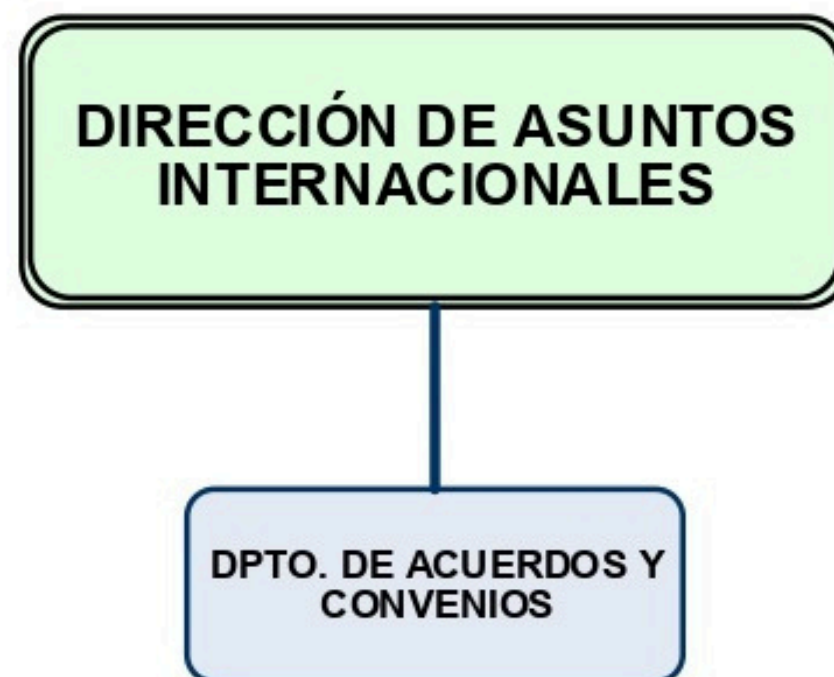 DIRECCIÓN DE ASUNTOS
INTERNACIONALES
DPTO. DE ACUERDOS Y
CONVENIOS